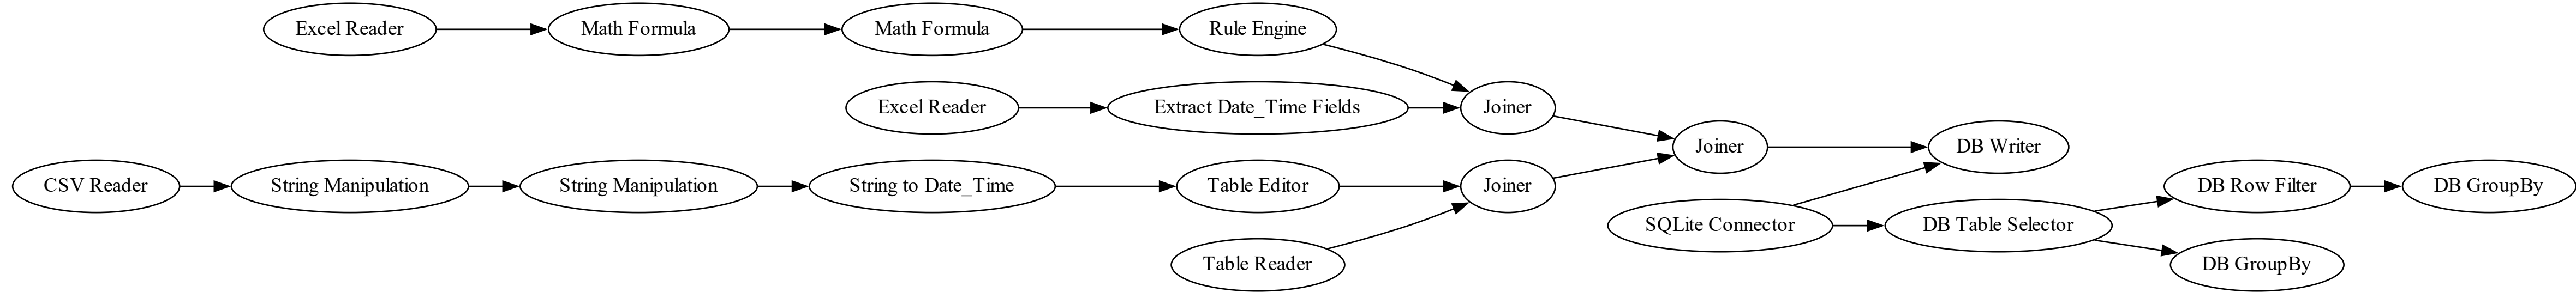 Excel Reader
Math Formula
Math Formula
Rule Engine
Excel Reader
Extract Date_Time Fields
Joiner
Joiner
DB Writer
CSV Reader
String Manipulation
String Manipulation
String to Date_Time
Table Editor
Joiner
DB Row Filter
DB GroupBy
SQLite Connector
DB Table Selector
Table Reader
DB GroupBy